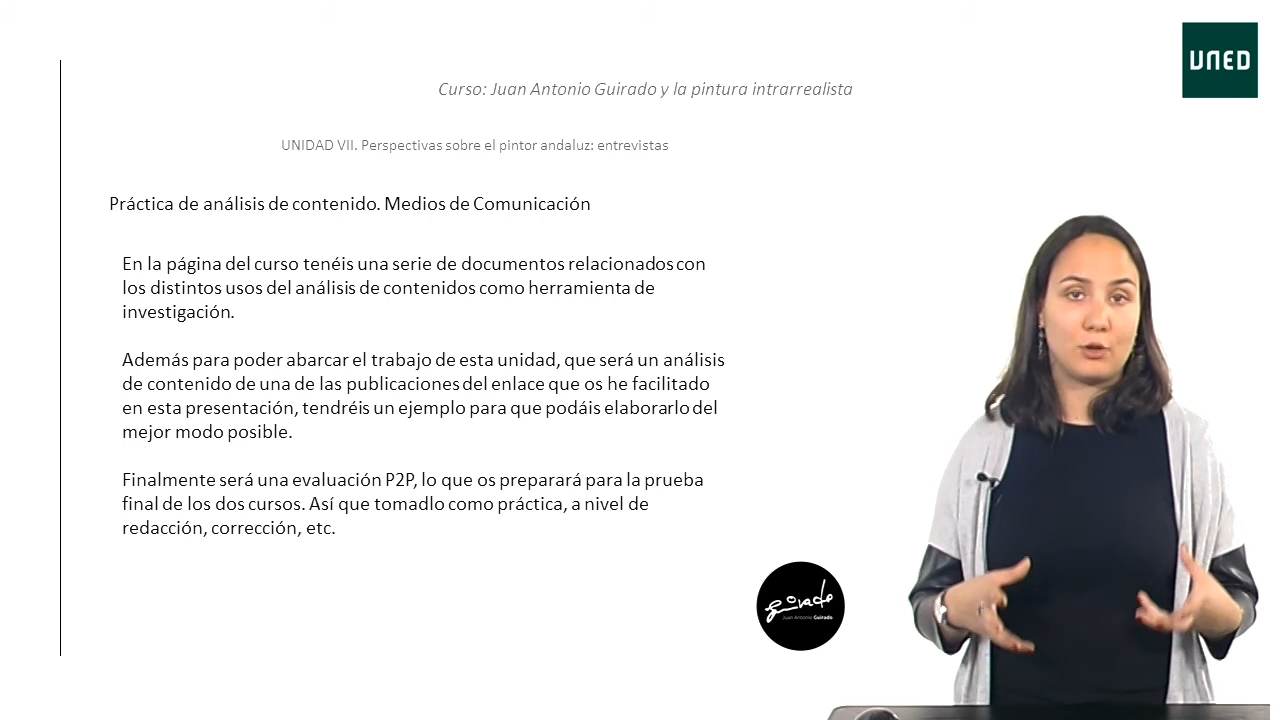 UNED
Curso: Juan Antonio Guirado y la pintura intrarrealista
UNIDAD VII. Perspectivas sobre el pintor andaluz: entrevistas
Práctica de análisis de contenido. Medios de Comunicación
En la página del curso tenéis una serie de documentos relacionados con
los distintos usos del análisis de contenidos como herramienta de
investigación.
Además para poder abarcar el trabajo de esta unidad, que será un análisis
de contenido de una de las publicaciones del enlace que os he facilitado
en esta presentación, tendréis un ejemplo para que podáis elaborarlo del
mejor modo posible.
Finalmente será una evaluación P2P, lo que os preparará para la prueba
final de los dos cursos. Así que tomadlo como práctica, a nivel de
redacción, corrección, etc.
Guirado
Juan Antonio Guirado